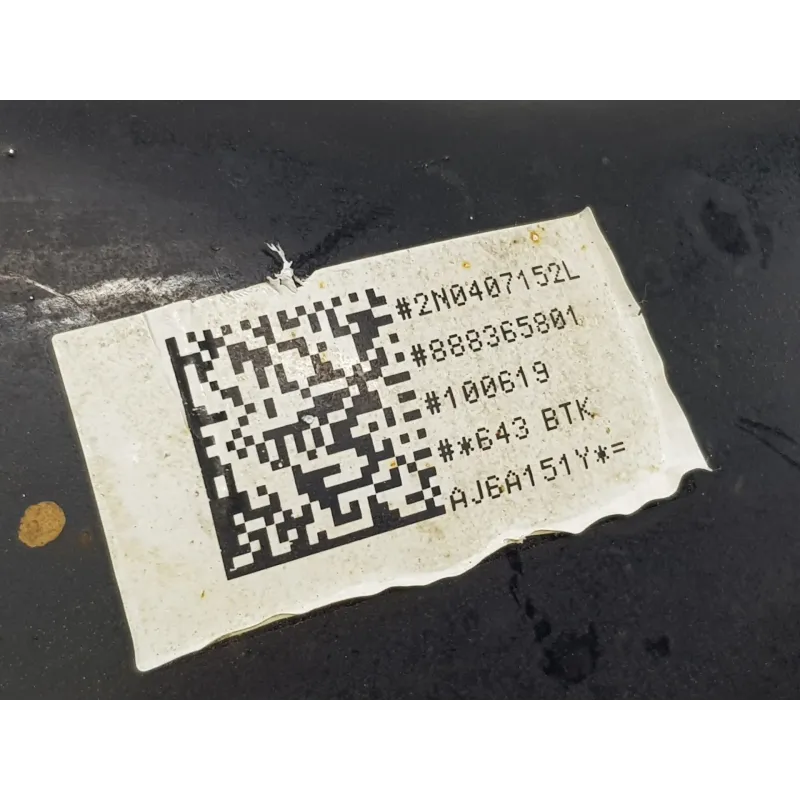 #2N0407152L
#888365801
#100619
#*643 BTK
AJ6A151Y*=